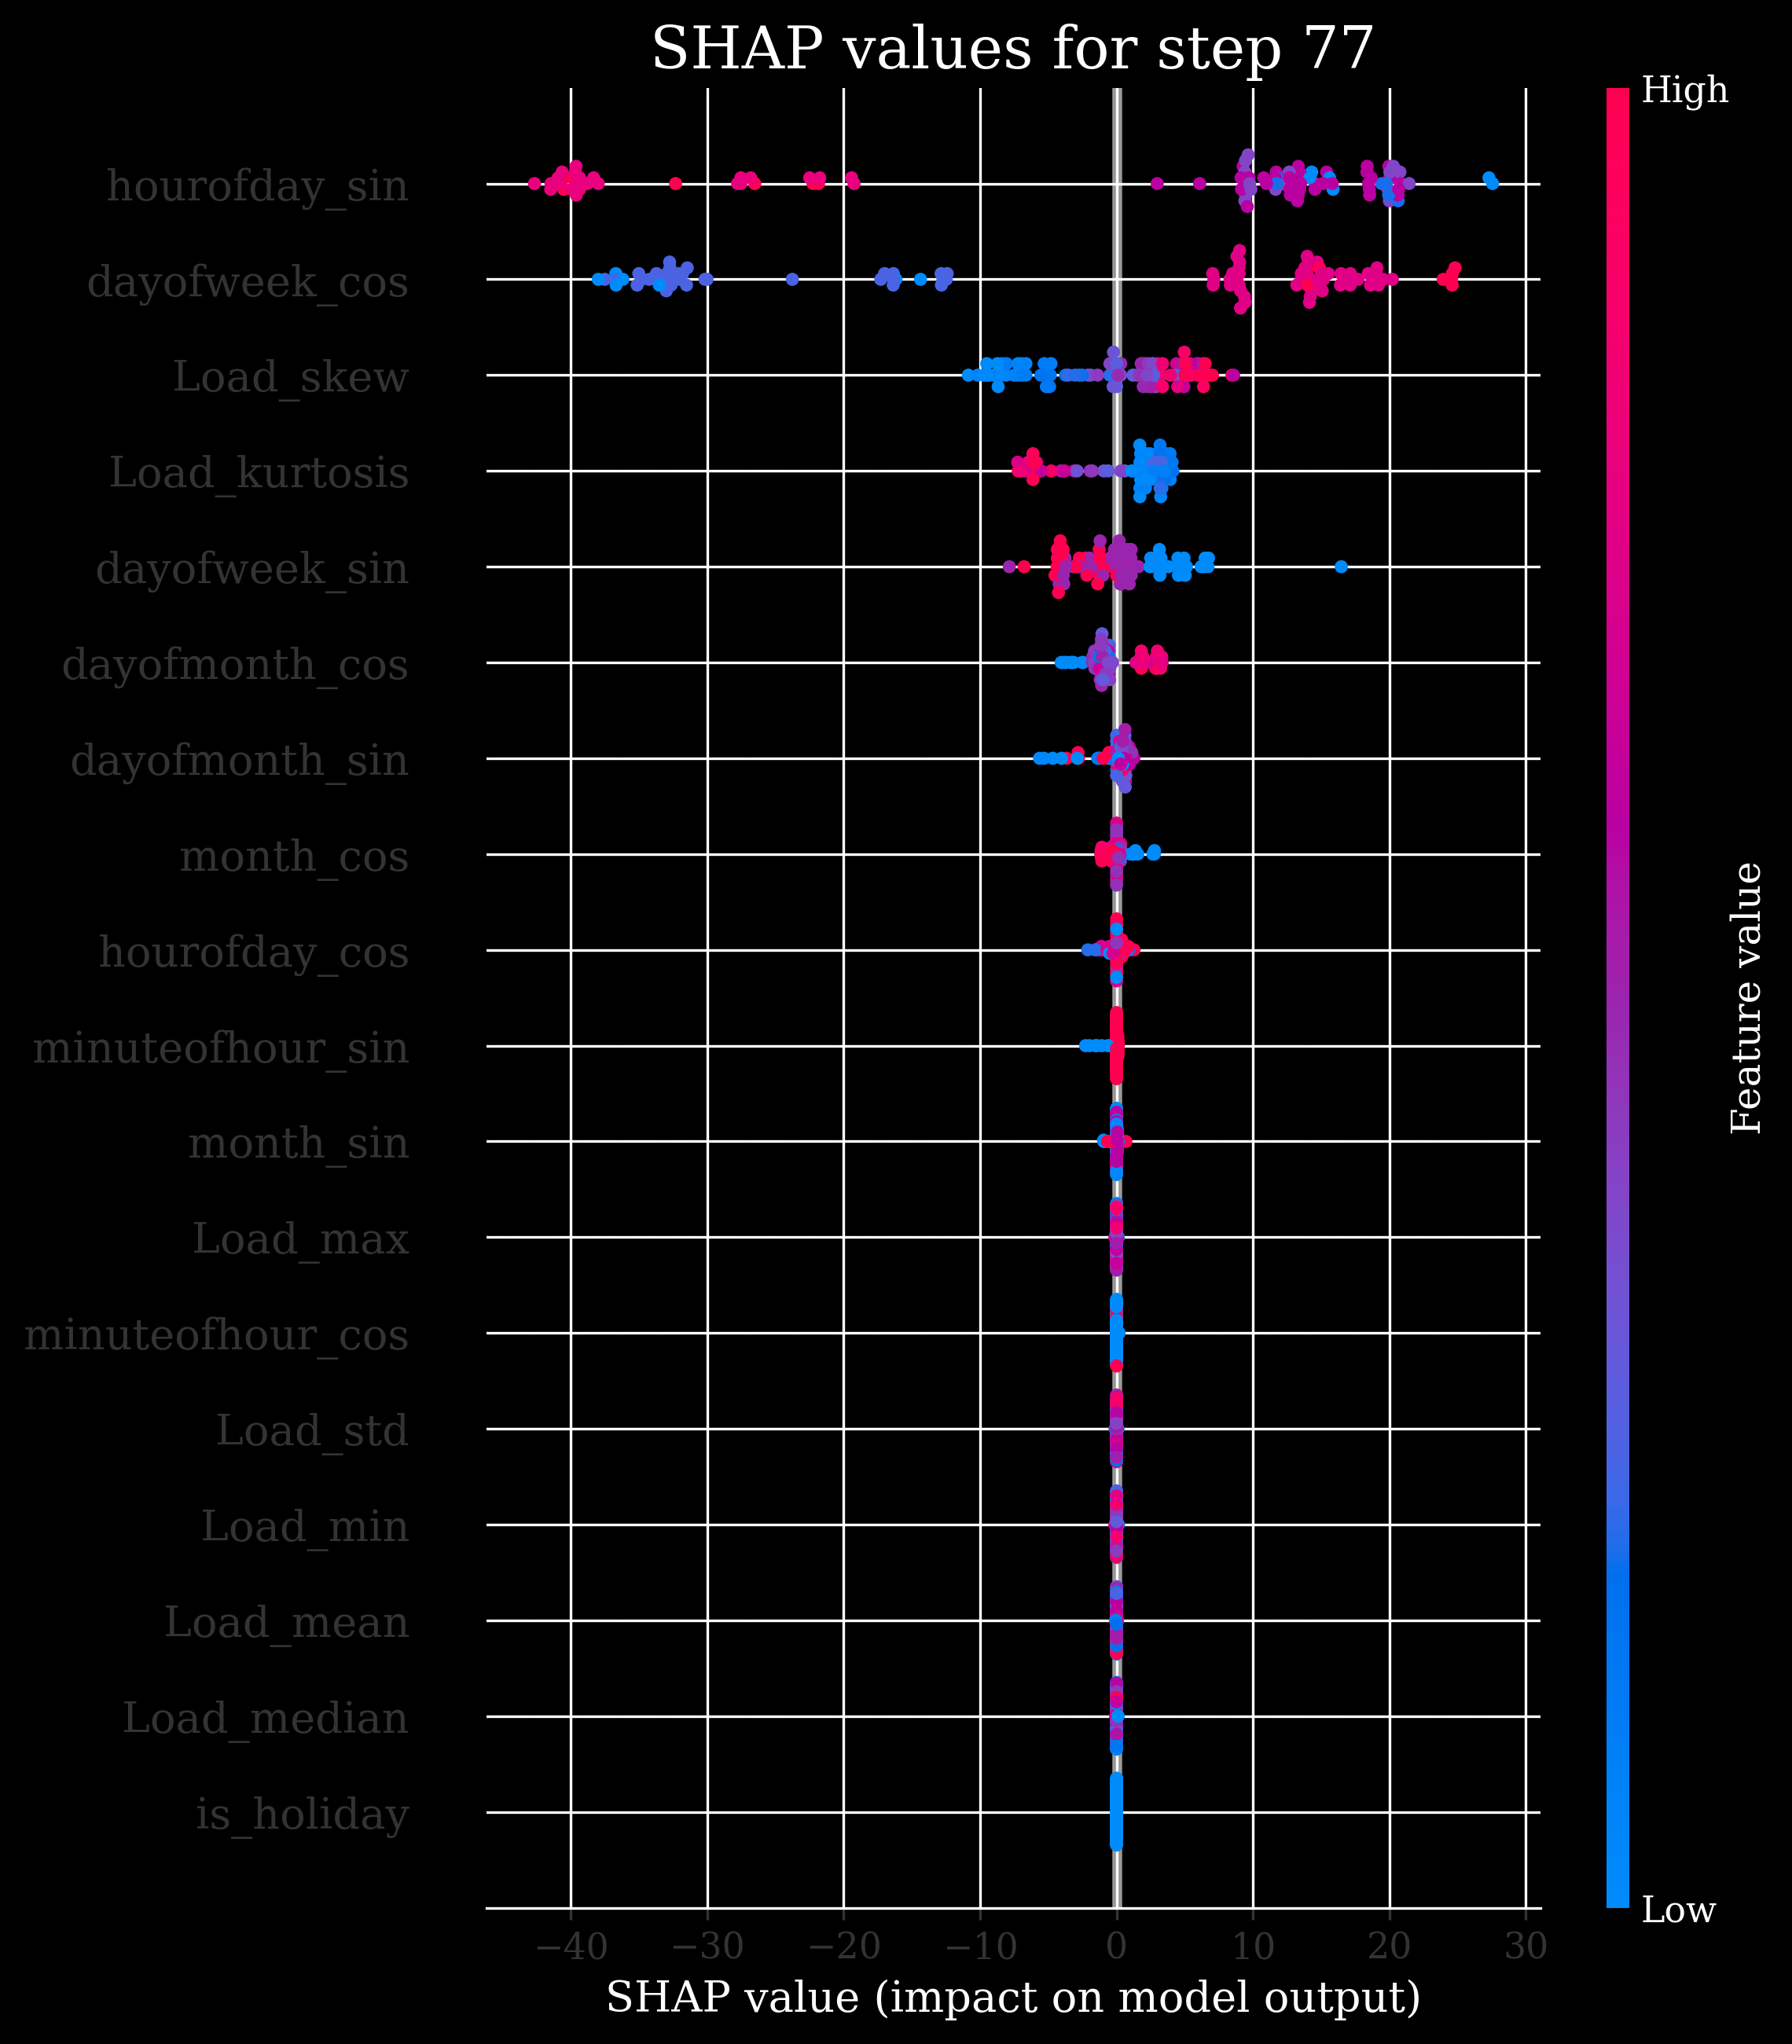 SHAP values for step 77
High
hourofday_sin
dayofweek_cos
Load_skew
Load_kurtosis
dayofweek_sin
dayofmonth_cos
dayofmonth_sin
month_cos
hourofday_cos
minuteofhour_sin
month_sin
Load_max
minuteofhour_cos
Load_std
Load_min
Load_mean
Load_median
is_holiday
Feature value
Low
−40 −30 −20 −10 0 10 20 30
SHAP value (impact on model output)